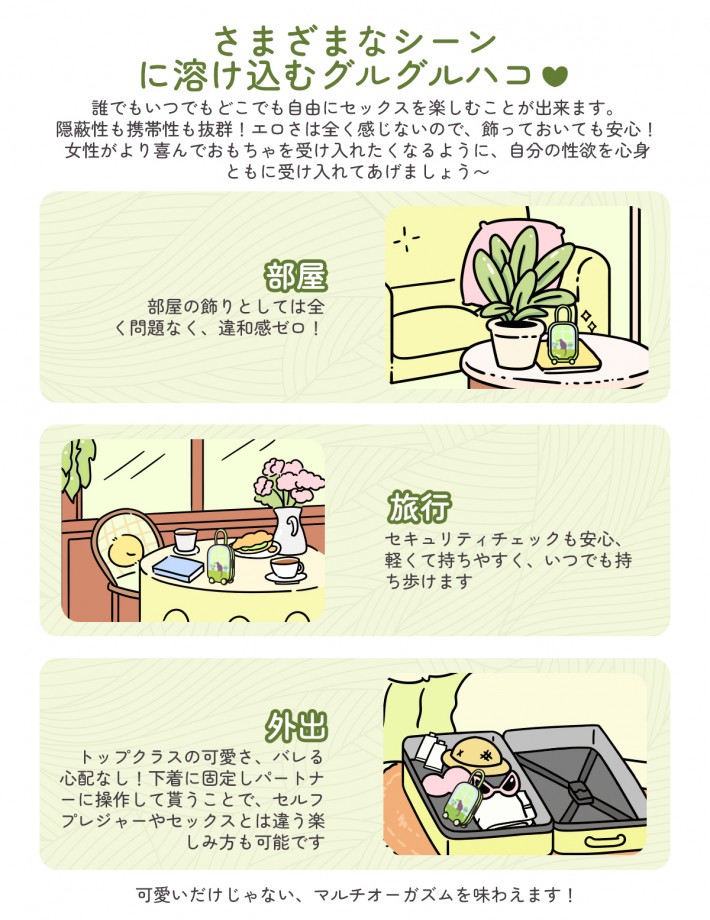 さまざまなシーン
に溶け込むグルグルハコ♥
誰でもいつでもどこでも自由にセックスを楽しむことが出来ます。
隠蔽性も携帯性も抜群！エロさは全く感じないので、飾っておいても安心！
女性がより喜んでおもちゃを受け入れたくなるように、自分の性欲を心身
ともに受け入れてあげましょう～
部屋
部屋の飾りとしては全
く問題なく、違和感ゼロ！
旅行
セキュリティチェックも安心、
軽くて持ちやすく、いつでも持
ち歩けます
外出
トップクラスの可愛さ、バレる
心配なし！下着に固定しパートナ
ーに操作して貰うことで、セルフ
プレジャーやセックスとは違う楽
しみ方も可能です
可愛いだけじゃない、マルチオーガズムを味わえます！